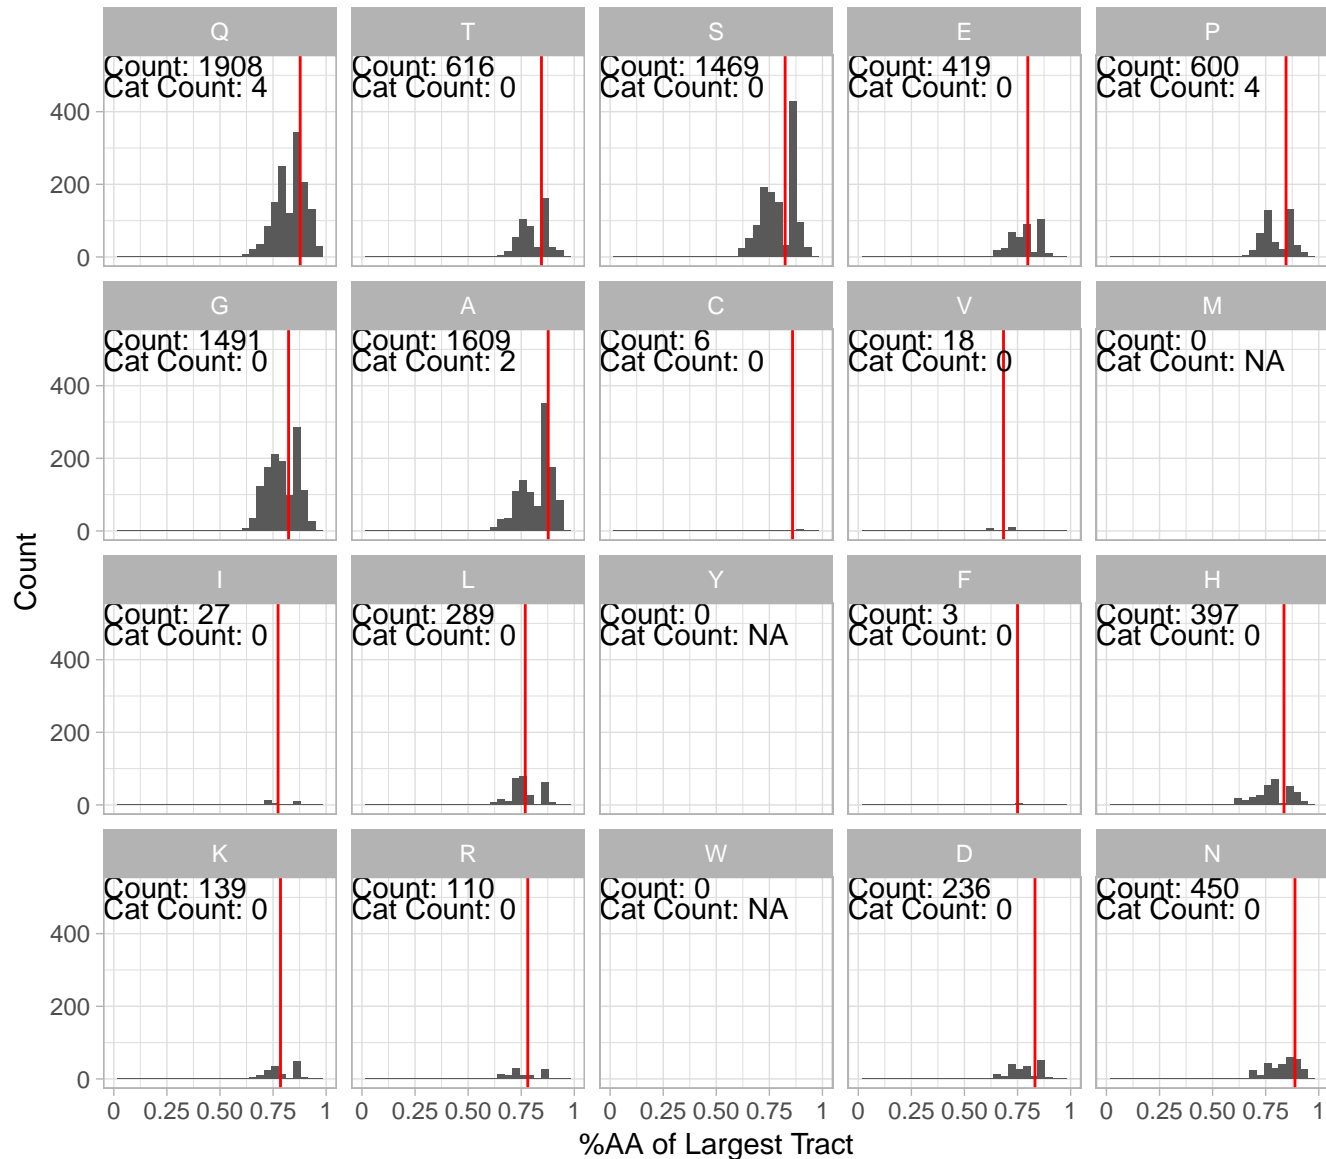 Q T S E P
Count: 1908 Count: 616 Count: 1469 Count: 419 Count: 600
Cat Count: 4 Cat Count: 0 Cat Count: 0 Cat Count: 0 Cat Count: 4
400
200
0
G A C V M
Count: 1491 Count: 1609 Count: 6 Count: 18 Count: 0
Cat Count: 0 Cat Count: 2 Cat Count: 0 Cat Count: 0 Cat Count: NA
400
200
0
Count
I L Y F H
Count: 27 Count: 289 Count: 0 Count: 3 Count: 397
Cat Count: 0 Cat Count: 0 Cat Count: NA Cat Count: 0 Cat Count: 0
400
200
0
K R W D N
Count: 139 Count: 110 Count: 0 Count: 236 Count: 450
Cat Count: 0 Cat Count: 0 Cat Count: NA Cat Count: 0 Cat Count: 0
400
200
0
0 0.25 0.50 0.75 1 0 0.25 0.50 0.75 1 0 0.25 0.50 0.75 1 0 0.25 0.50 0.75 1 0 0.25 0.50 0.75 1
%AA of Largest Tract